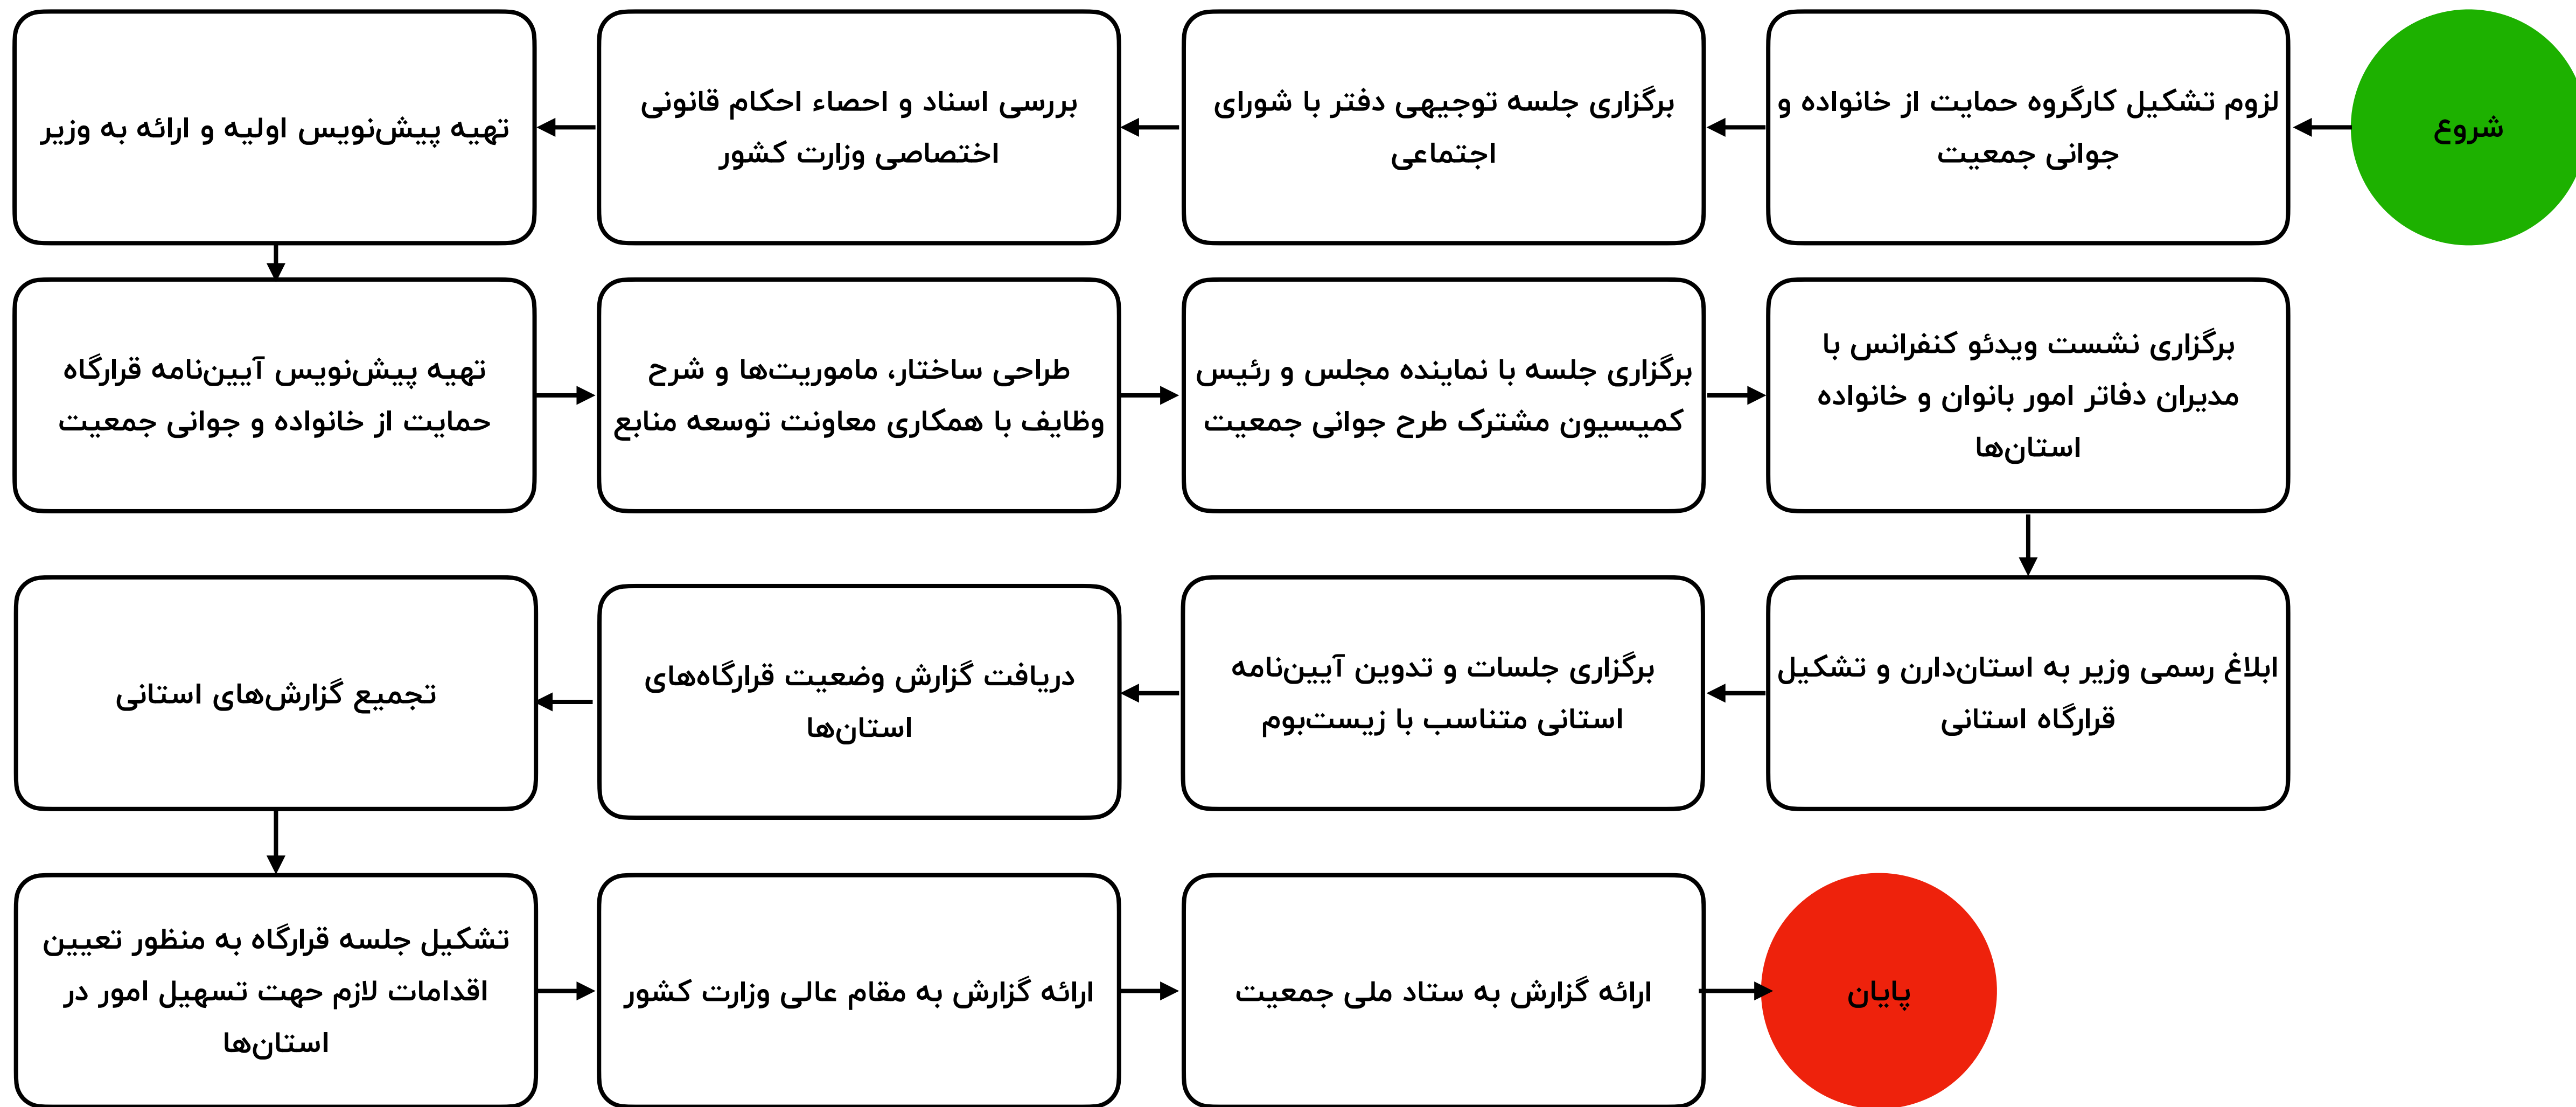 شروع
لزوم تشکیل کارگروه حمایت از خانواده و
جوانی جمعیت
برگزاری جلسه توجیهی دفتر با شورای
اجتماعی
بررسی اسناد و احصاء احکام قانونی
اختصاصی وزارت کشور
تهیه پیش‌نویس اولیه و ارائه به وزیر
تهیه پیش‌نویس آیین‌نامه قرارگاه
حمایت از خانواده و جوانی جمعیت
طراحی ساختار، ماموریت‌ها و شرح
وظایف با همکاری معاونت توسعه منابع
برگزاری جلسه با نماینده مجلس و رئیس
کمیسیون مشترک طرح جوانی جمعیت
برگزاری نشست ویدئو کنفرانس با
مدیران دفاتر امور بانوان و خانواده
استان‌ها
ابلاغ رسمی وزیر به استان‌دارن و تشکیل
قرارگاه استانی
برگزاری جلسات و تدوین آیین‌نامه
استانی متناسب با زیست‌بوم
دریافت گزارش وضعیت قرارگاه‌های
استان‌ها
تجمیع گزارش‌های استانی
تشکیل جلسه قرارگاه به منظور تعیین
اقدامات لازم حهت تسهیل امور در
استان‌ها
ارائه گزارش به مقام عالی وزارت کشور
ارائه گزارش به ستاد ملی جمعیت
پایان